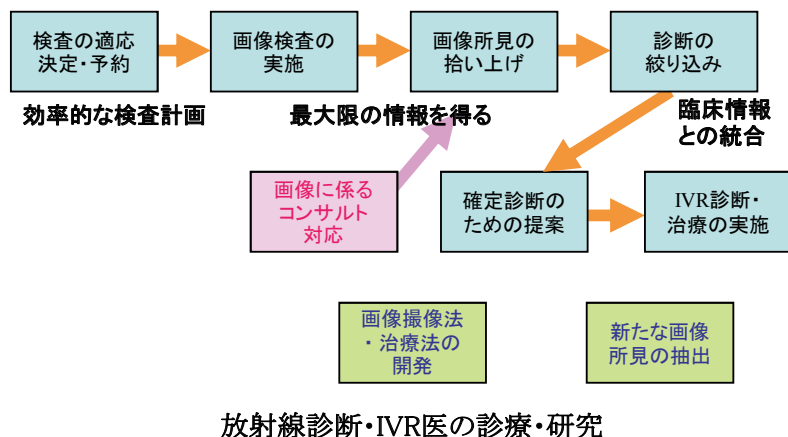 検査の適応
決定・予約
画像検査の
実施
画像所見の
拾い上げ
診断の
絞り込み
効率的な検査計画
最大限の情報を得る
臨床情報
との統合
画像に係る
コンサルト
対応
確定診断の
ための提案
IVR診断・
治療の実施
画像撮像法
・治療法の
開発
新たな画像
所見の抽出
放射線診断・IVR医の診療・研究